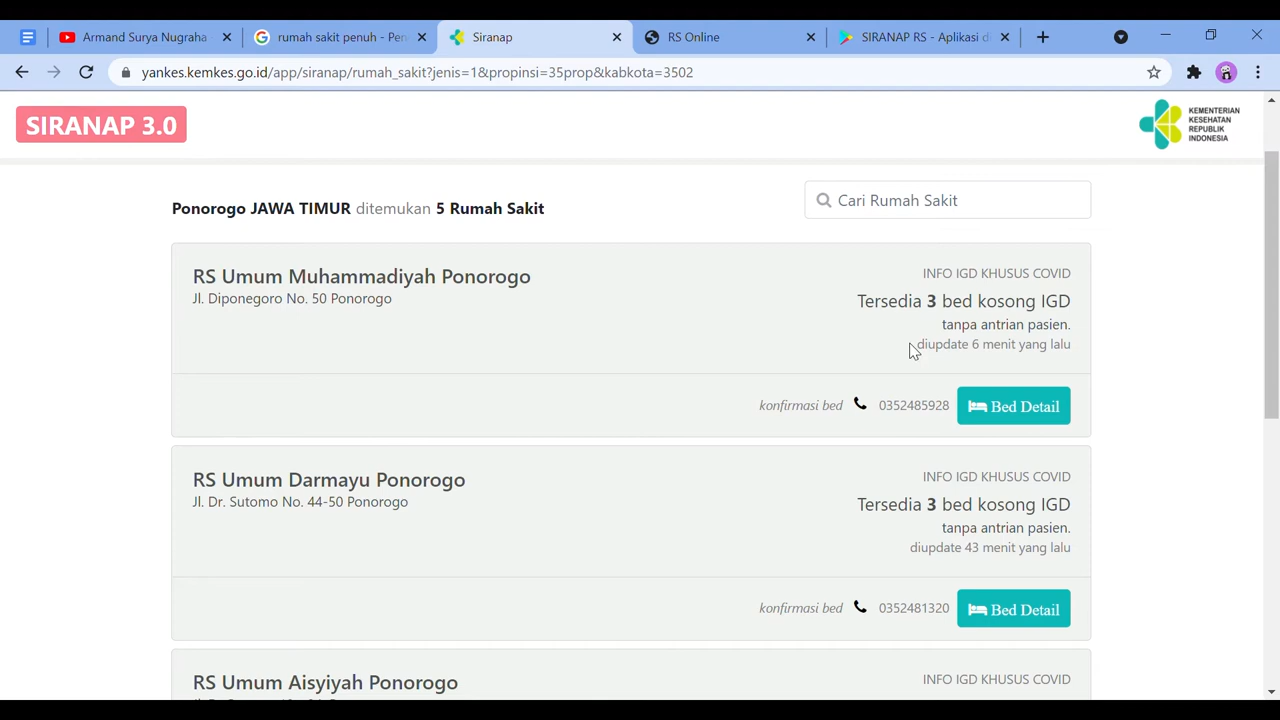 Armand Surya Nugraha
rumah sakit penuh - Pen
Siranap
RS Online
SIRANAP RS - Aplikasi d
yankes.kemkes.go.id/app/siranap/rumah_sakit?jenis=1&propinsi=35prop&kabkota=3502
SIRANAP 3.0
KEMENTERIAN
KESEHATAN
REPUBLIK
INDONESIA
Ponorogo JAWA TIMUR ditemukan 5 Rumah Sakit
Cari Rumah Sakit
RS Umum Muhammadiyah Ponorogo
Jl. Diponegoro No. 50 Ponorogo
INFO IGD KHUSUS COVID
Tersedia 3 bed kosong IGD
tanpa antrian pasien.
diupdate 6 menit yang lalu
konfirmasi bed 0352485928 Bed Detail
RS Umum Darmayu Ponorogo
Jl. Dr. Sutomo No. 44-50 Ponorogo
INFO IGD KHUSUS COVID
Tersedia 3 bed kosong IGD
tanpa antrian pasien.
diupdate 43 menit yang lalu
konfirmasi bed 0352481320 Bed Detail
RS Umum Aisyiyah Ponorogo
INFO IGD KHUSUS COVID